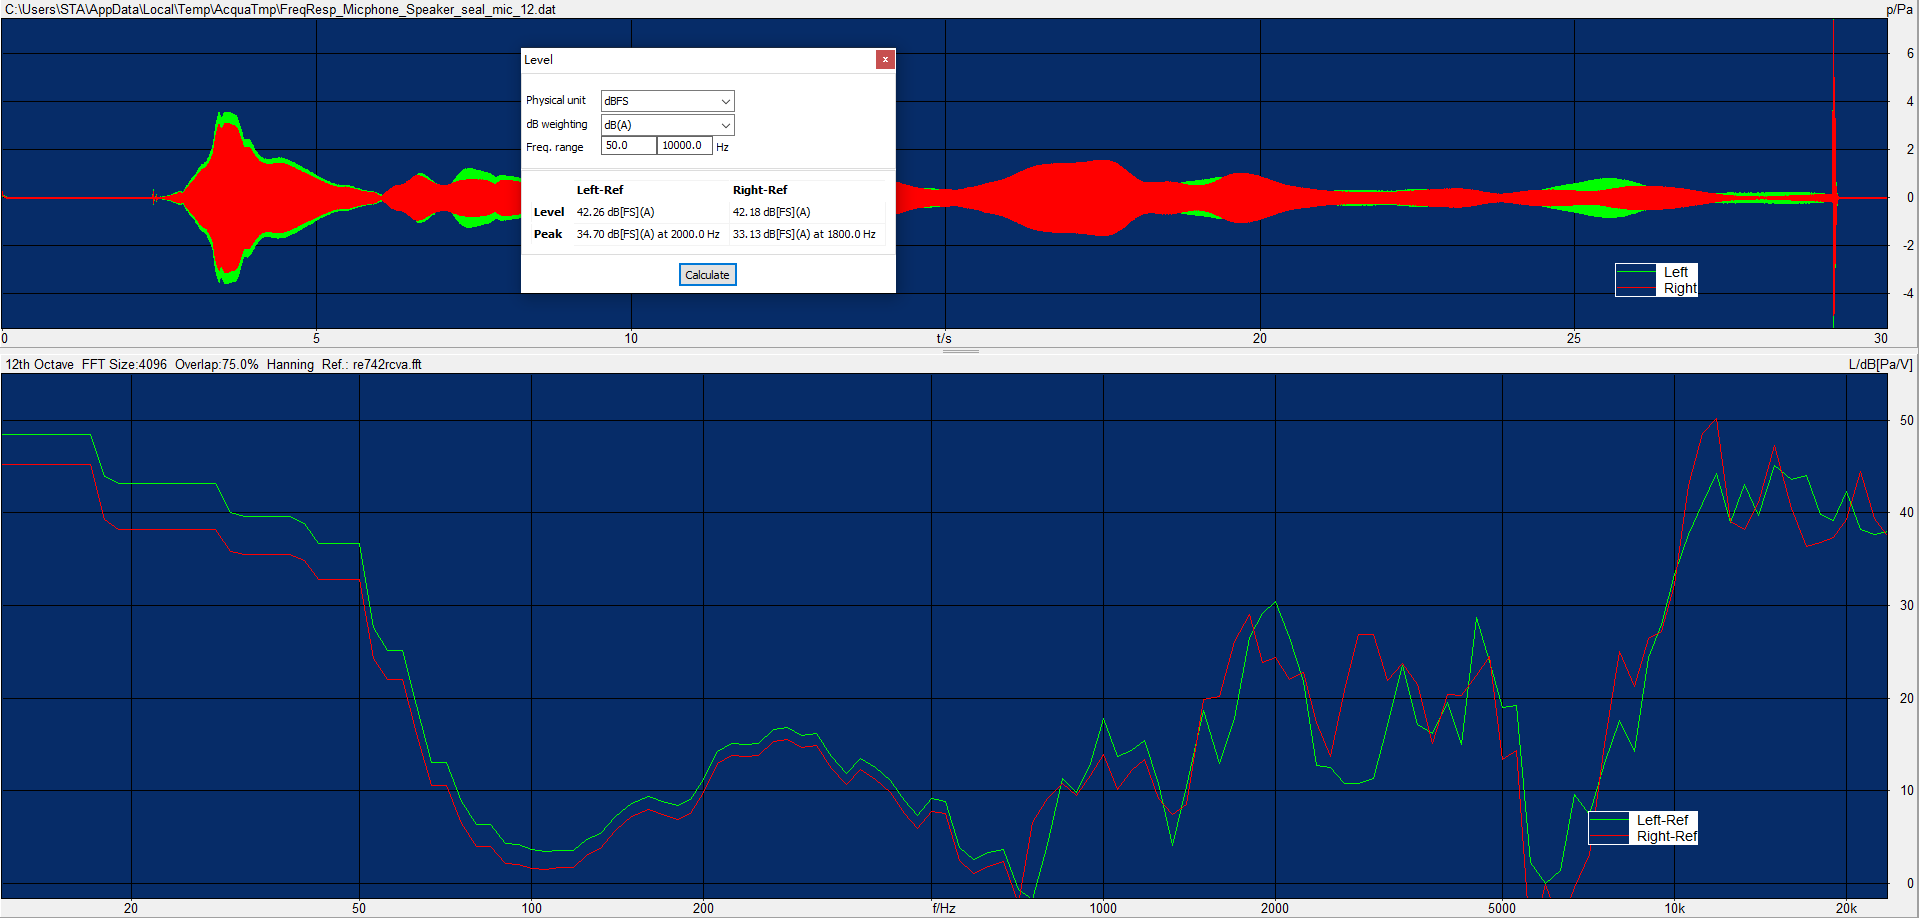 C:\Users\STA\AppData\Local\Temp\AcquaTmp\FreqResp_Micphone_Speaker_seal_mic_12.dat
p/Pa
Level
x
Physical unit dBFS
dB weighting dB(A)
Freq. range 50.0 10000.0 Hz
Left-Ref Right-Ref
Level 42.26 dB[FS](A) 42.18 dB[FS](A)
Peak 34.70 dB[FS](A) at 2000.0 Hz 33.13 dB[FS](A) at 1800.0 Hz
Calculate
6
4
2
0
-2
-4
Left
Right
0 5 10 t/s 20 25 30
12th Octave FFT Size:4096 Overlap:75.0% Hanning Ref.: re742rcva.fft
L/dB[Pa/V]
50
40
30
20
10
0
Left-Ref
Right-Ref
20 50 100 200 f/Hz 1000 2000 5000 10k 20k